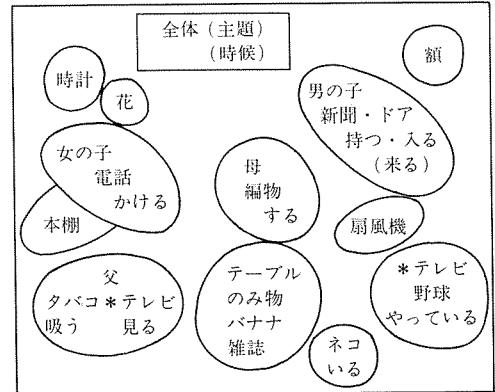 全体（主題）
（時候）
額
時計
花
男の子
新聞・ドア
持つ・入る
（来る）
女の子
電話
かける
母
編物
する
本棚
扇風機
父
タバコ＊テレビ
吸う　見る
テーブル
のみ物
バナナ
雑誌
＊テレビ
野球
やっている
ネコ
いる